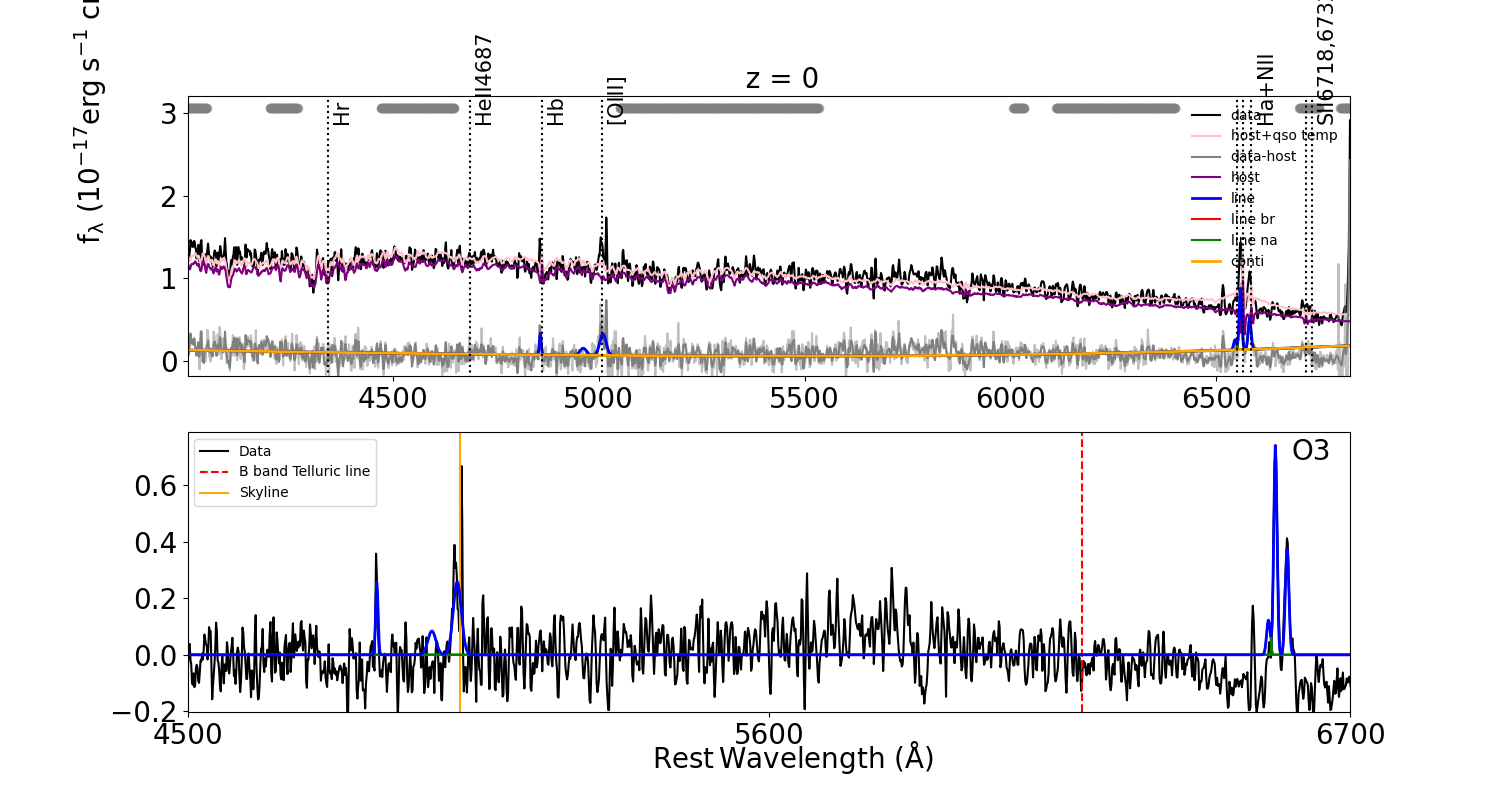 z = 0
f_λ (10^{−17} erg s^{−1} c
Hr
HeII4687
Hb
[OIII]
Ha+NII
SII6718,673
data
host+qso temp
data-host
host
line
line br
line na
conti
3
2
1
0
4500
5000
5500
6000
6500
Data
B band Telluric line
Skyline
O3
0.6
0.4
0.2
0.0
−0.2
4500
5600
6700
Rest Wavelength (Å)